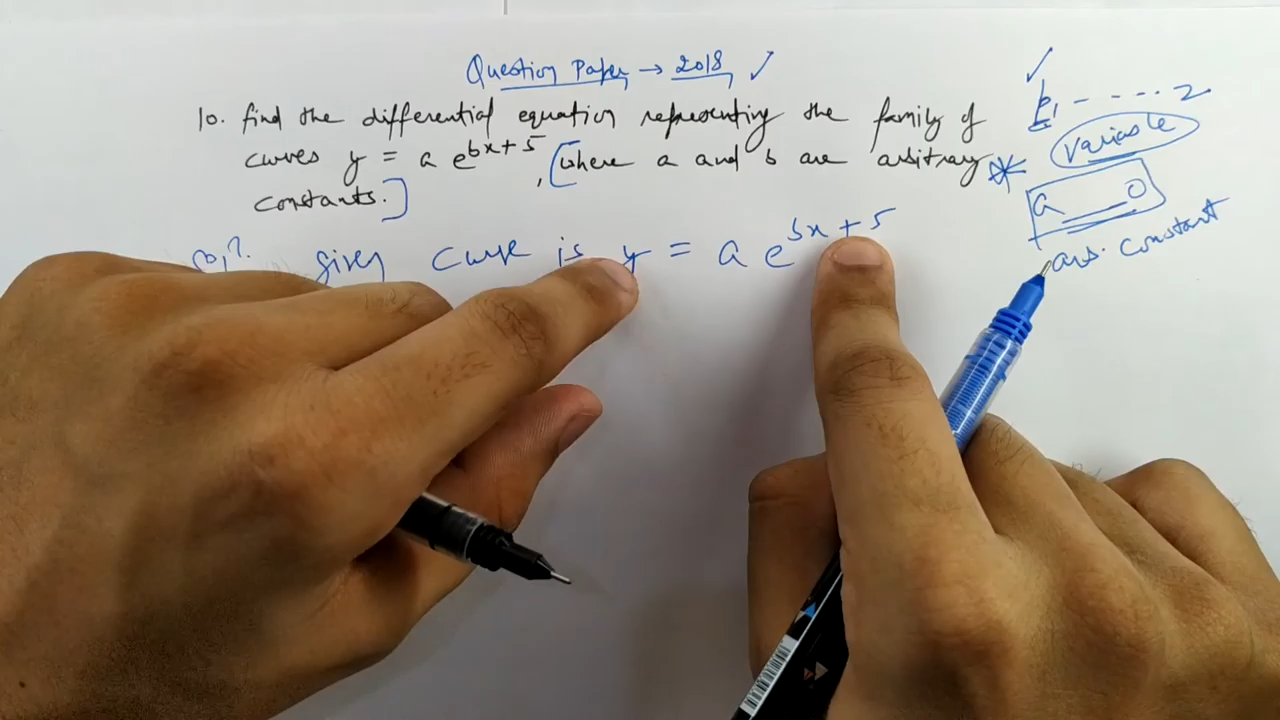 Question Paper → 2018 ✓
10. find the differential equation representing the family of
curves y = a e^{bx+5}, [where a and b are arbitrary
constants.]
Sol? given curve is y = a e^{bx+5}
Variable
a
arb. constant